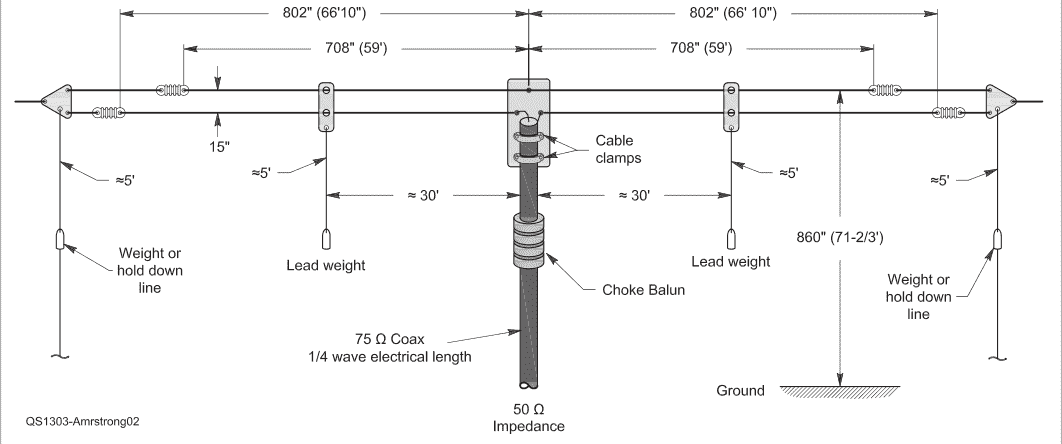 802" (66'10")
802" (66' 10")
708" (59')
708" (59')
15"
Cable
clamps
≈5'
≈5'
≈5'
≈5'
≈ 30'
≈ 30'
860" (71-2/3')
Weight or
hold down
line
Lead weight
Lead weight
Weight or
hold down
line
Choke Balun
75 Ω Coax
1/4 wave electrical length
Ground
50 Ω
Impedance
QS1303-Amrstrong02